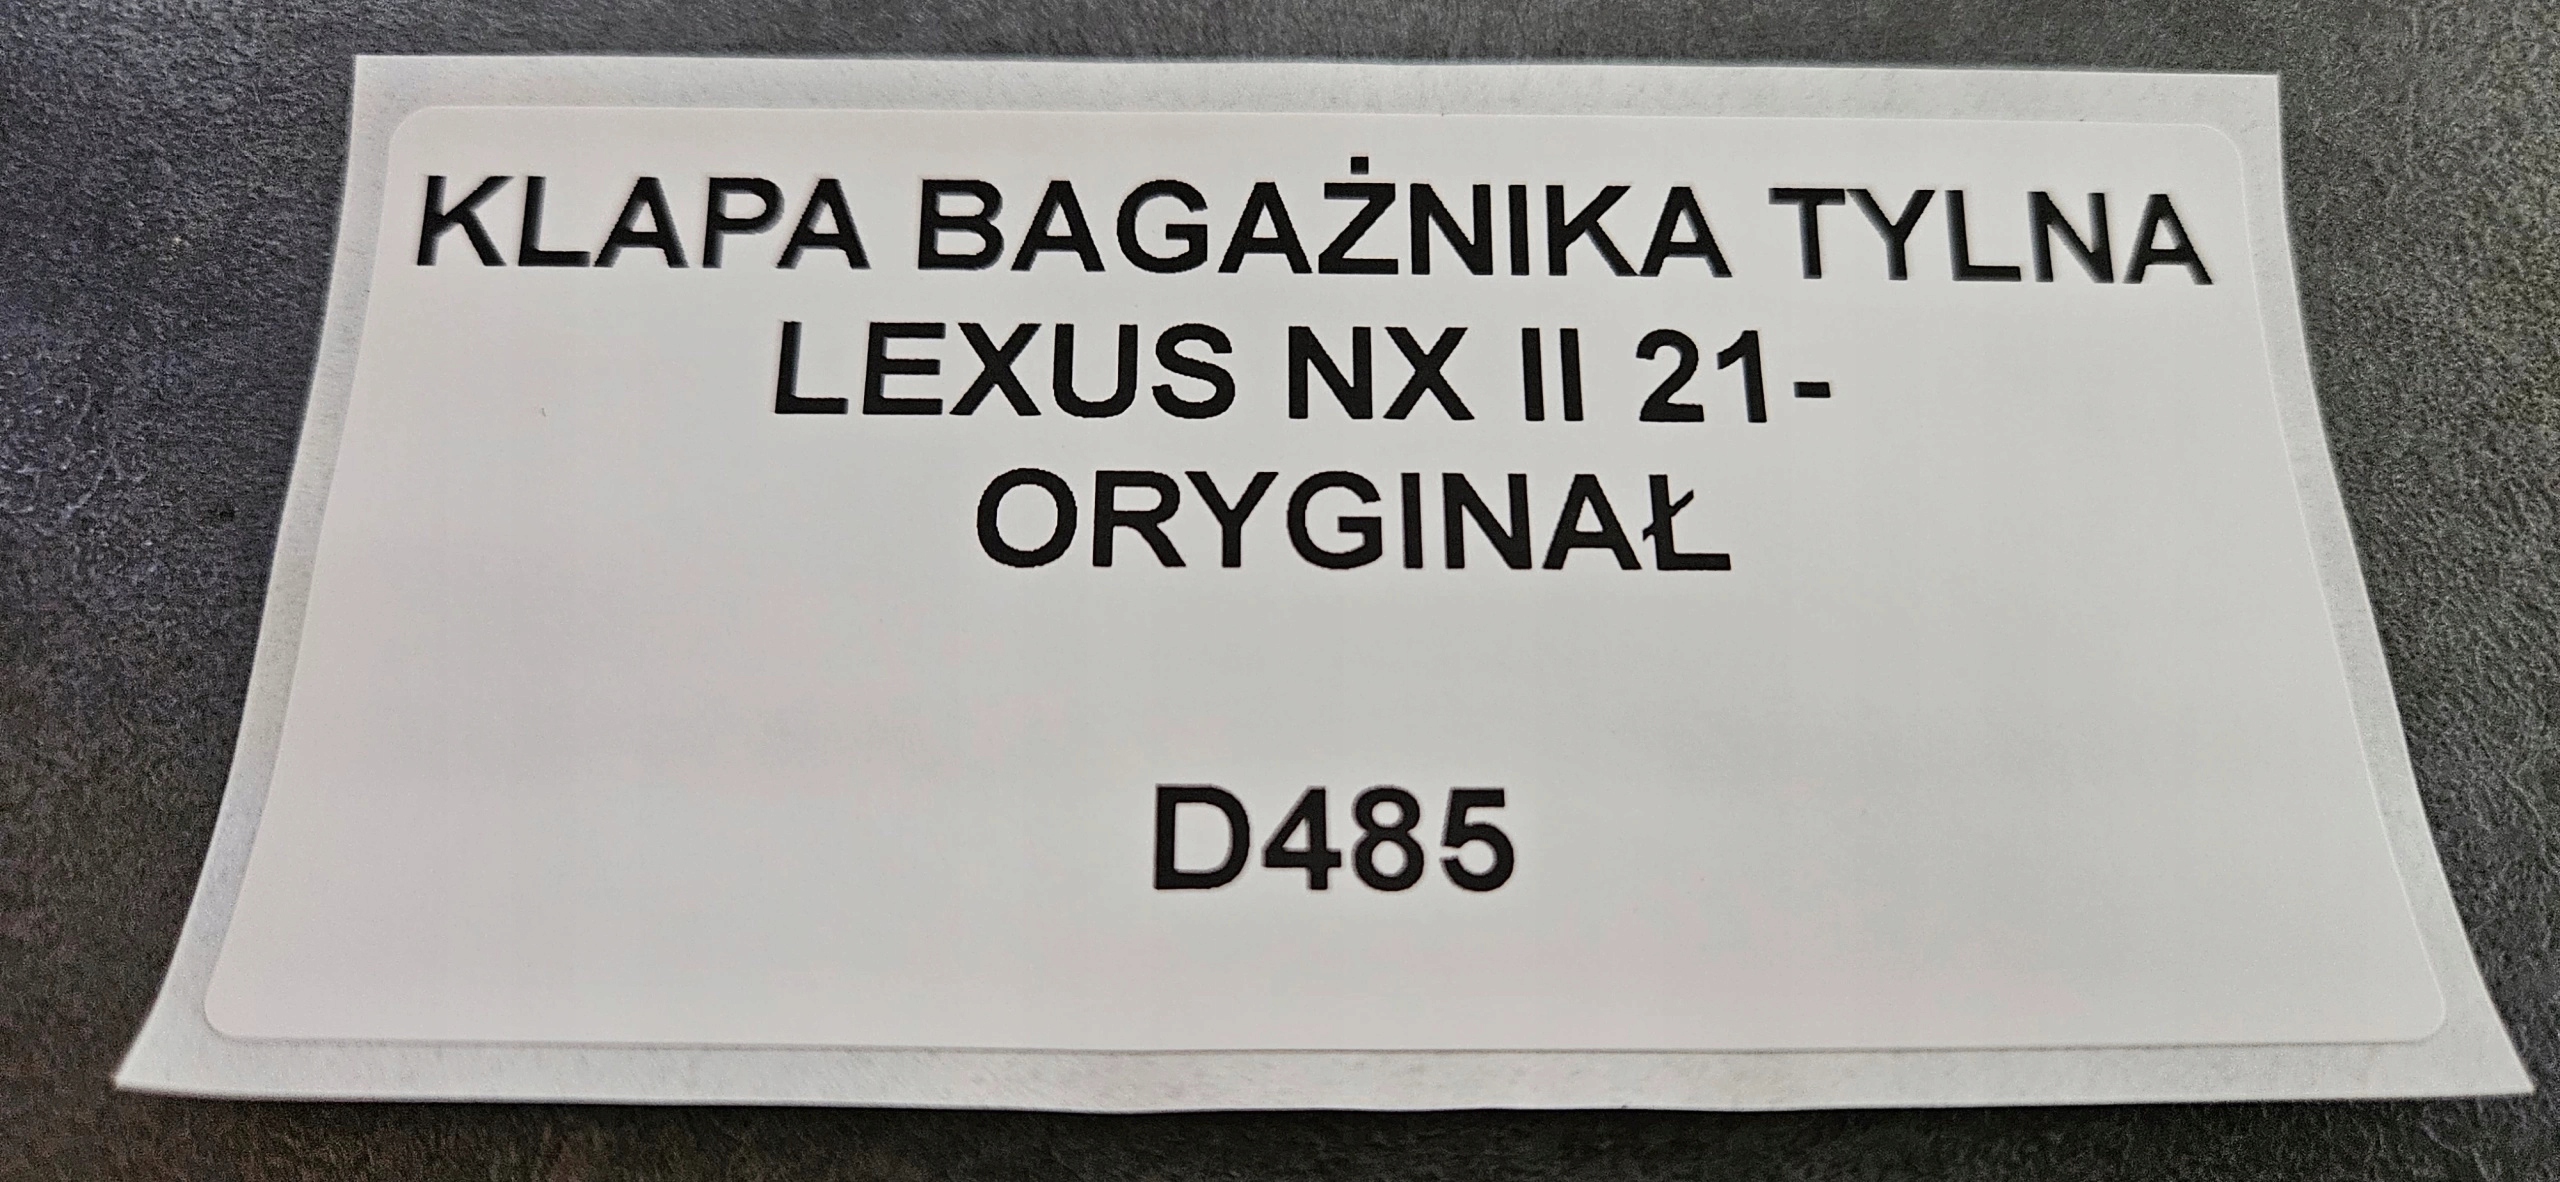 KLAPA BAGAŻNIKA TYLNA
LEXUS NX II 21-
ORYGINAŁ
D485